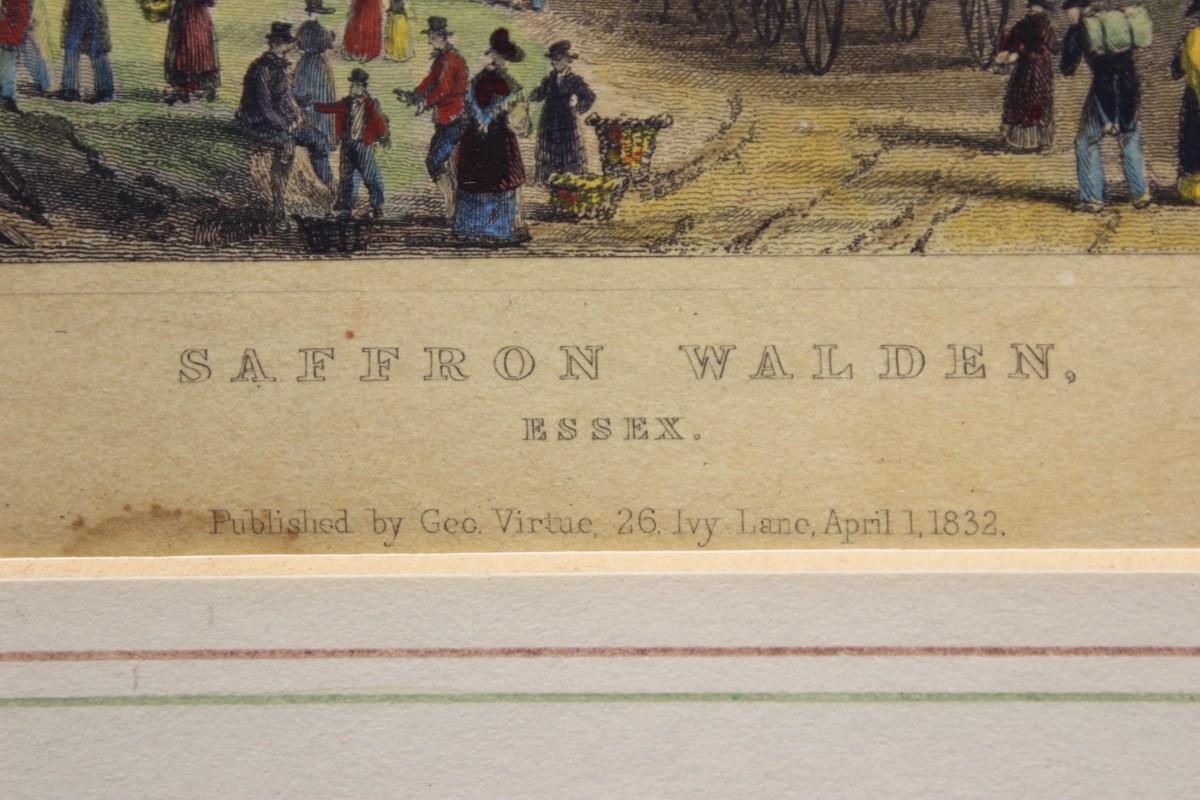 SAFFRON WALDEN,
ESSEX.
Published by Geo. Virtue, 26. Ivy Lane, April 1, 1832.